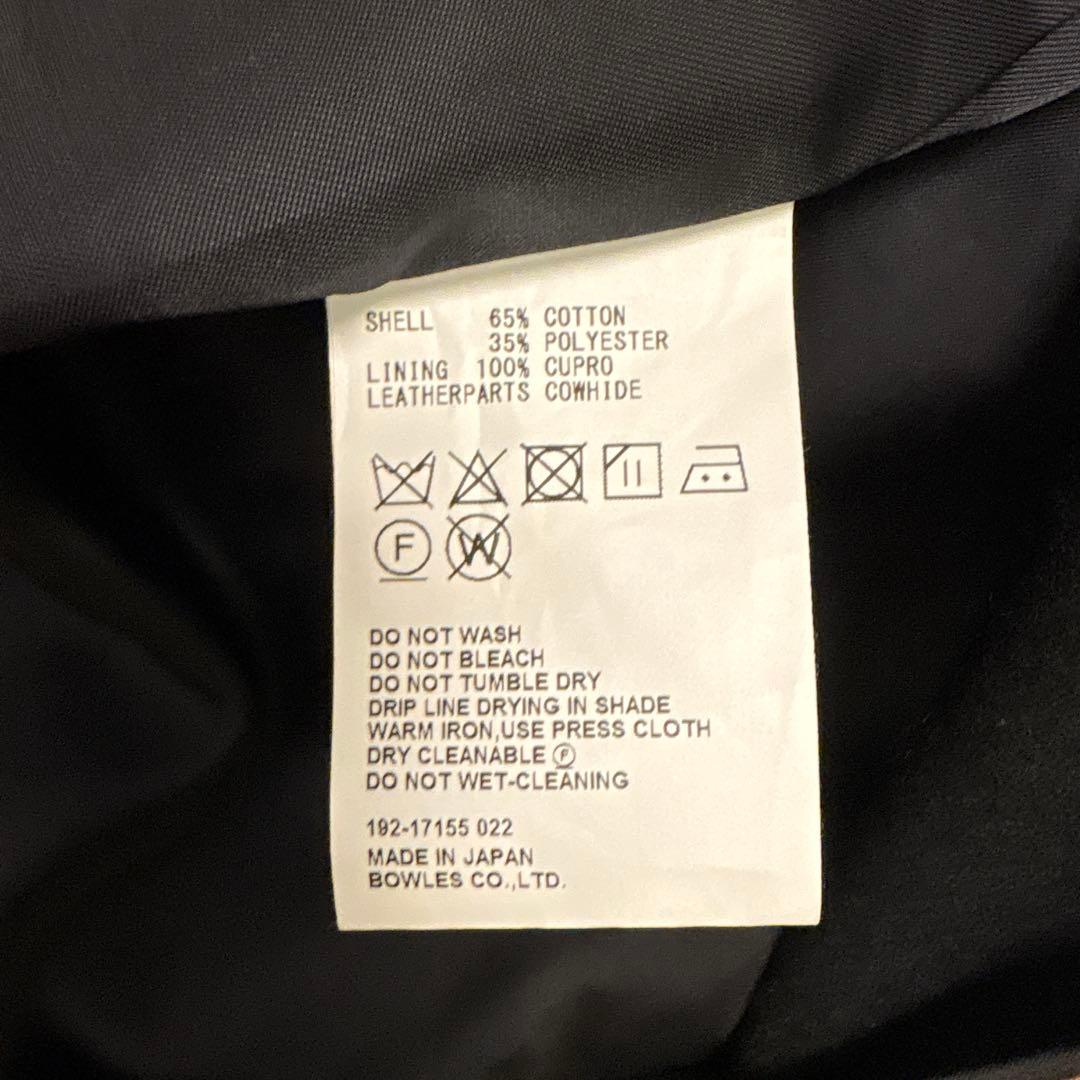 SHELL 65% COTTON
35% POLYESTER
LINING 100% CUPRO
LEATHERPARTS COWHIDE
F W
DO NOT WASH
DO NOT BLEACH
DO NOT TUMBLE DRY
DRIP LINE DRYING IN SHADE
WARM IRON,USE PRESS CLOTH
DRY CLEANABLE Ⓕ
DO NOT WET-CLEANING
192-17155 022
MADE IN JAPAN
BOWLES CO.,LTD.